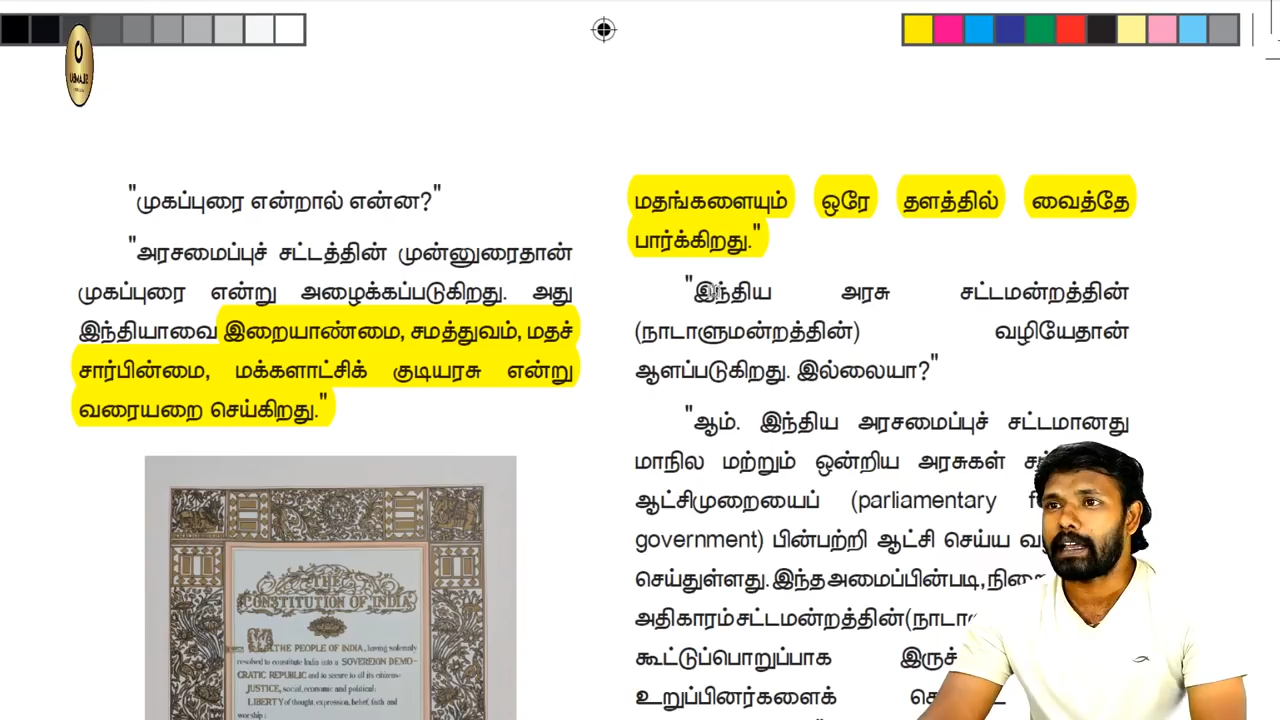 "முகப்புரை என்றால் என்ன?"
"அரசமைப்புச் சட்டத்தின் முன்னுரைதான்
முகப்புரை என்று அழைக்கப்படுகிறது. அது
இந்தியாவை இறையாண்மை, சமத்துவம், மதச்
சார்பின்மை, மக்களாட்சிக் குடியரசு என்று
வரையறை செய்கிறது."
THE
CONSTITUTION OF INDIA
THE PEOPLE OF INDIA, having solemnly
resolved to constitute India into a SOVEREIGN DEMO-
CRATIC REPUBLIC and to secure to all its citizens:
JUSTICE, social, economic and political;
LIBERTY of thought, expression, belief, faith and
worship;
மதங்களையும் ஒரே தளத்தில் வைத்தே
பார்க்கிறது."
"இந்திய அரசு சட்டமன்றத்தின்
(நாடாளுமன்றத்தின்) வழியேதான்
ஆளப்படுகிறது. இல்லையா?"
"ஆம். இந்திய அரசமைப்புச் சட்டமானது
மாநில மற்றும் ஒன்றிய அரசுகள்
ஆட்சிமுறையைப் (parliamentary
government) பின்பற்றி ஆட்சி செய்ய
செய்துள்ளது. இந்த அமைப்பின்படி,
அதிகாரம் சட்டமன்றத்தின்
கூட்டுப்பொறுப்பாக
உறுப்பினர்களைக்